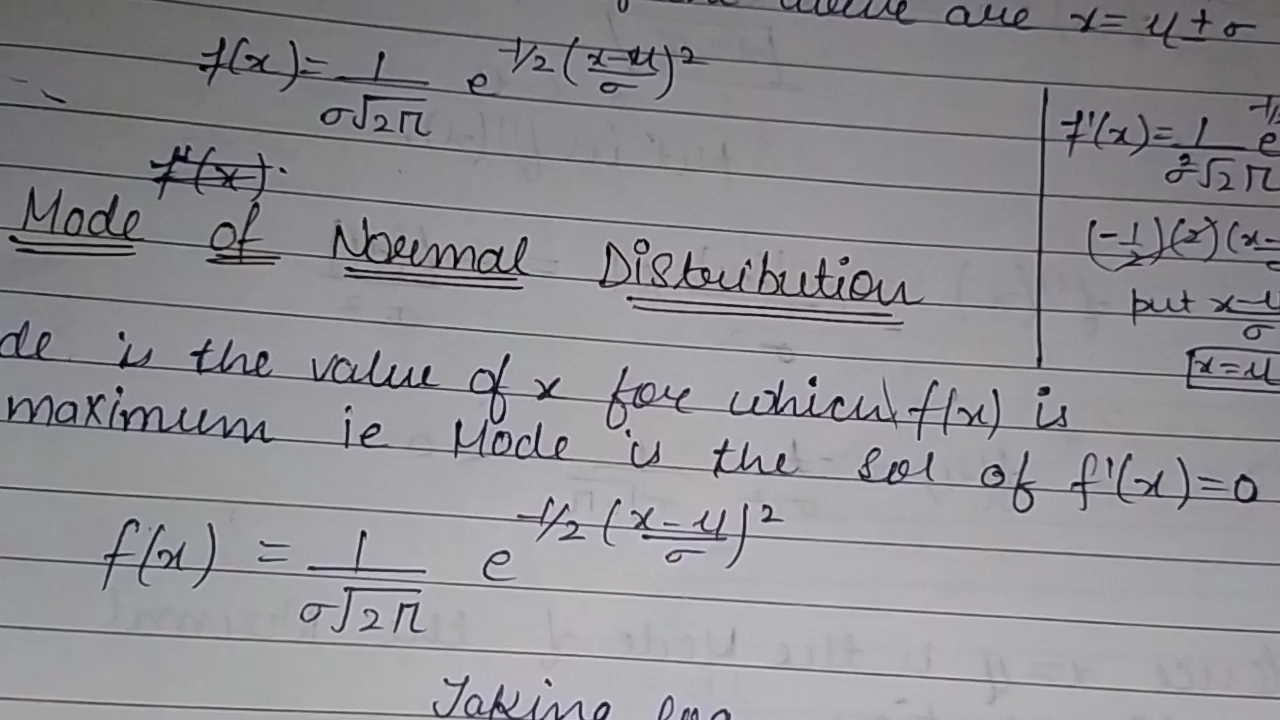 are x = μ ± σ
f(x) = 1/σ√2π e^-1/2 (x-μ/σ)²
f'(x) = 1/σ²√2π e
(-1/2)(2)(x-
put x-μ/σ
x=μ
Mode of Normal Distribution
de is the value of x for which f(x) is
maximum ie Mode is the sol of f'(x)=0
f(x) = 1/σ√2π e^-1/2 (x-μ/σ)²
Taking